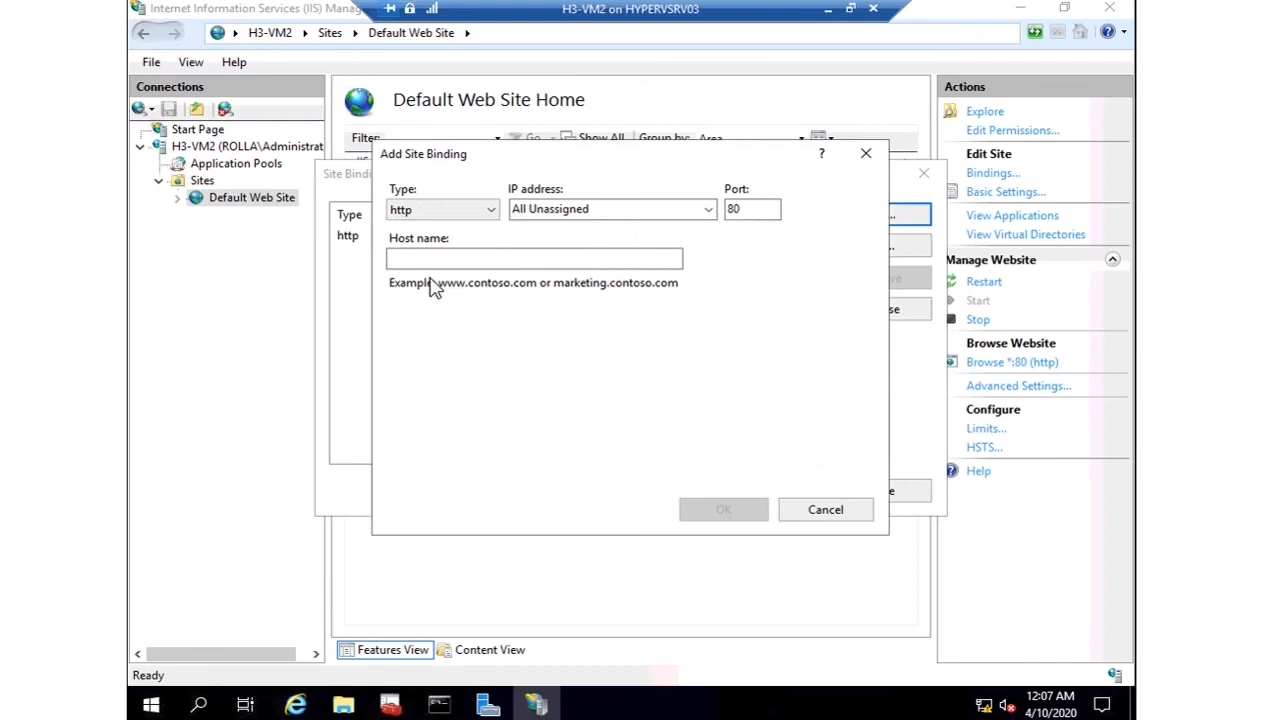 Internet Information Services (IIS) Manag
H3-VM2 on HYPERVSRV03
H3-VM2
Sites
Default Web Site
File
View
Help
Connections
Start Page
H3-VM2 (ROLLA\Administrat
Application Pools
Sites
Default Web Site
Default Web Site Home
Filter:
Go
Show All
Group by:
Area
Site Bindi
Type
http
Add Site Binding
?
Type:
IP address:
Port:
http
All Unassigned
80
Host name:
Example: www.contoso.com or marketing.contoso.com
OK
Cancel
Actions
Explore
Edit Permissions...
Edit Site
Bindings...
Basic Settings...
View Applications
View Virtual Directories
Manage Website
Restart
Start
Stop
Browse Website
Browse *:80 (http)
Advanced Settings...
Configure
Limits...
HSTS...
Help
Features View
Content View
Ready
12:07 AM
4/10/2020